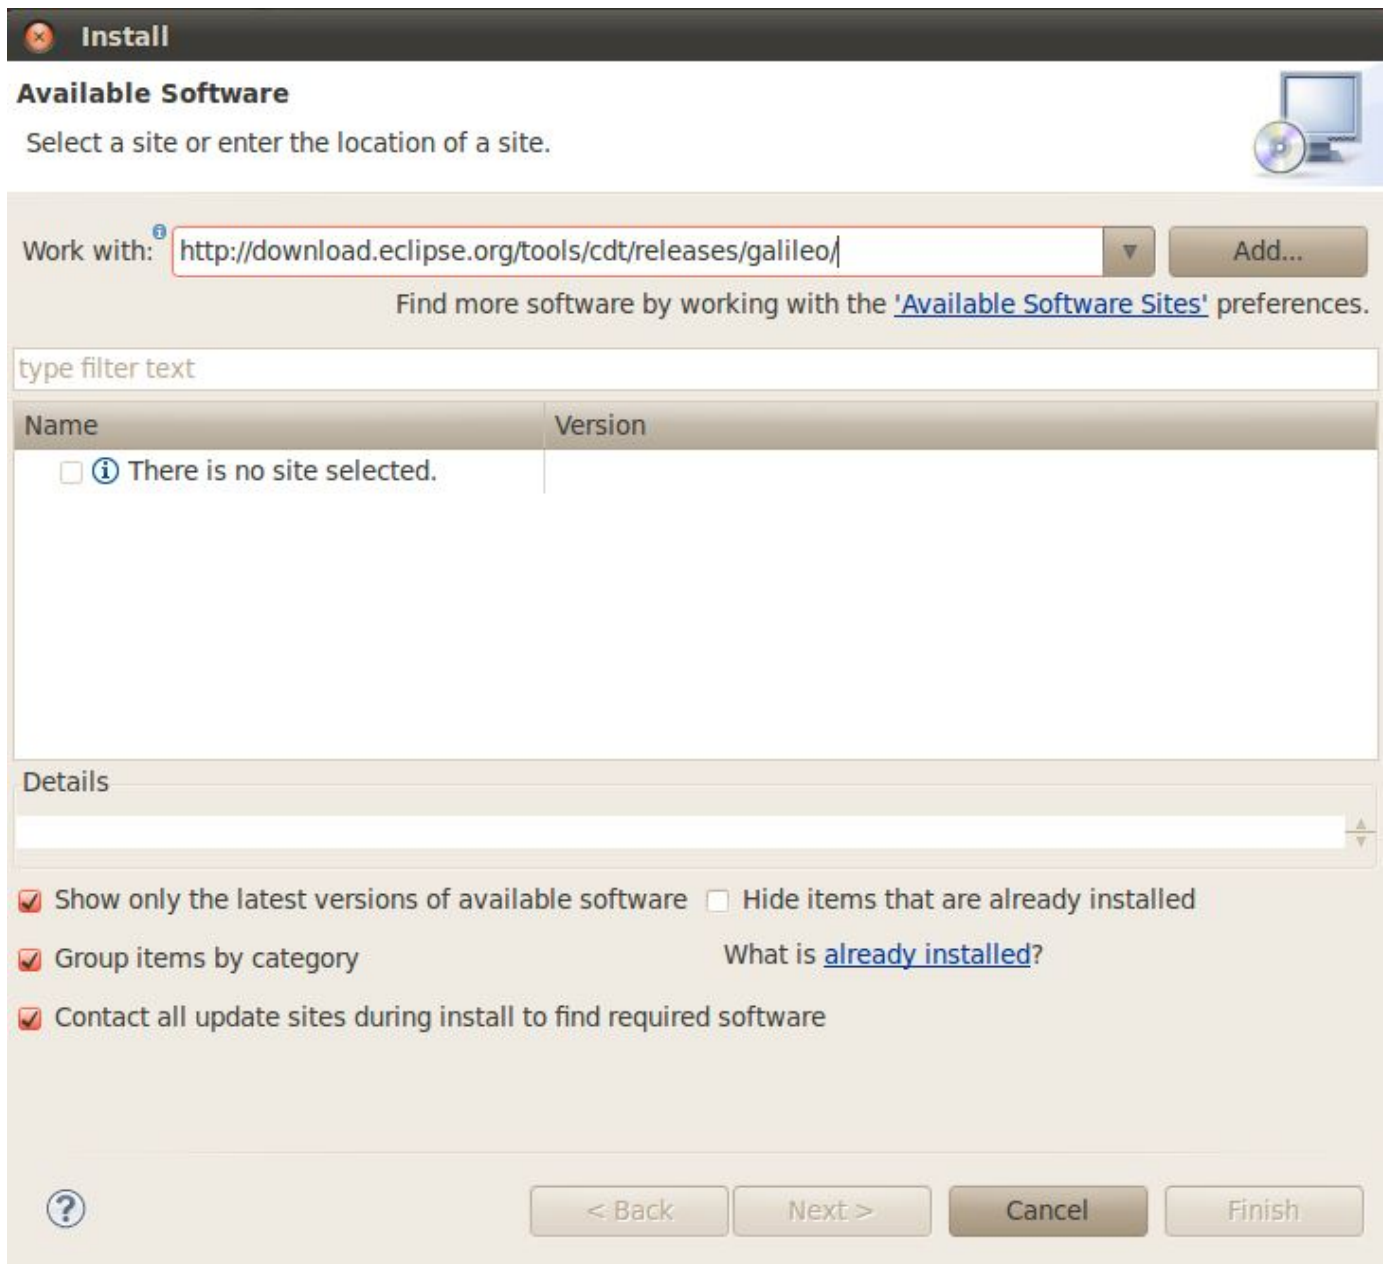 Install
Available Software
Select a site or enter the location of a site.
Work with: http://download.eclipse.org/tools/cdt/releases/galileo/ Add...
Find more software by working with the 'Available Software Sites' preferences.
type filter text
Name Version
There is no site selected.
Details
Show only the latest versions of available software Hide items that are already installed
Group items by category What is already installed?
Contact all update sites during install to find required software
< Back Next > Cancel Finish